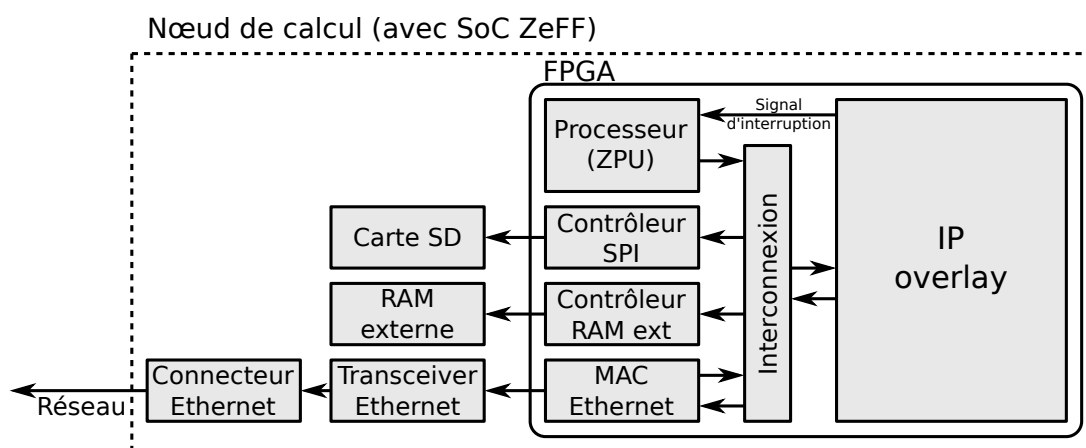 Nœud de calcul (avec SoC ZeFF)
FPGA
Processeur
(ZPU)
Signal
d'interruption
Carte SD
Contrôleur
SPI
Interconnexion
IP
overlay
RAM
externe
Contrôleur
RAM ext
Réseau
Connecteur
Ethernet
Transceiver
Ethernet
MAC
Ethernet